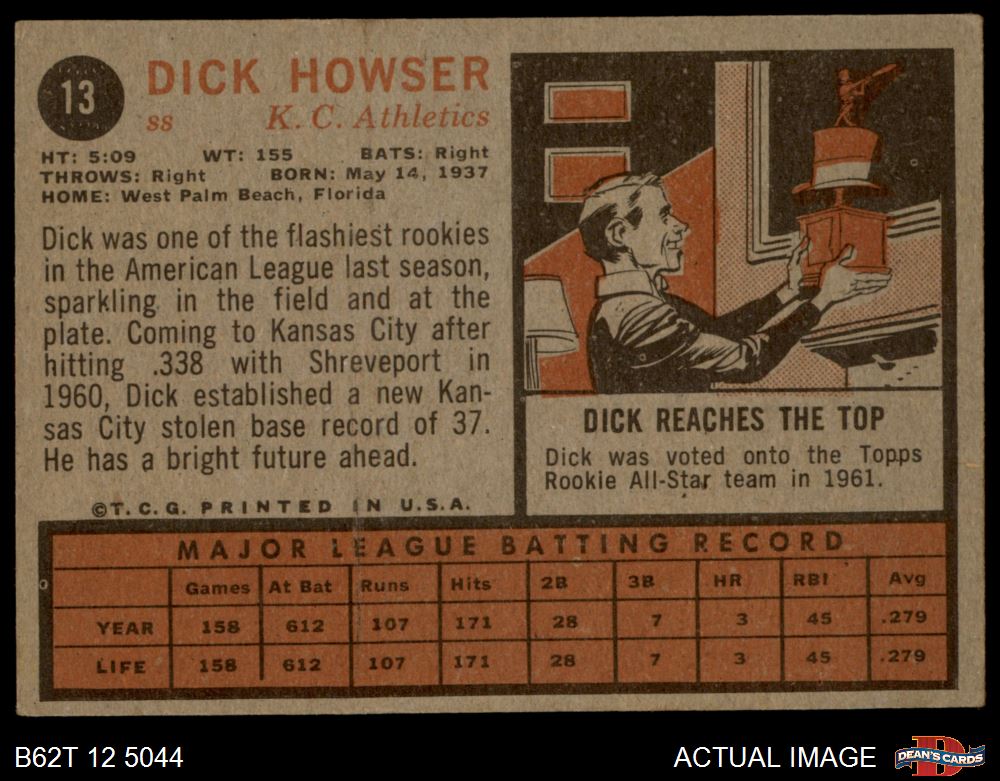 13
DICK HOWSER
ss K. C. Athletics
HT: 5:09 WT: 155 BATS: Right
THROWS: Right BORN: May 14, 1937
HOME: West Palm Beach, Florida
Dick was one of the flashiest rookies
in the American League last season,
sparkling in the field and at the
plate. Coming to Kansas City after
hitting .338 with Shreveport in
1960, Dick established a new Kan-
sas City stolen base record of 37.
He has a bright future ahead.
©T. C. G. PRINTED IN U.S.A.
DICK REACHES THE TOP
Dick was voted onto the Topps
Rookie All-Star team in 1961.
MAJOR LEAGUE BATTING RECORD
Games At Bat Runs Hits 2B 3B HR RBI Avg
YEAR 158 612 107 171 28 7 3 45 .279
LIFE 158 612 107 171 28 7 3 45 .279
B62T 12 5044 ACTUAL IMAGE D DEAN'S CARDS